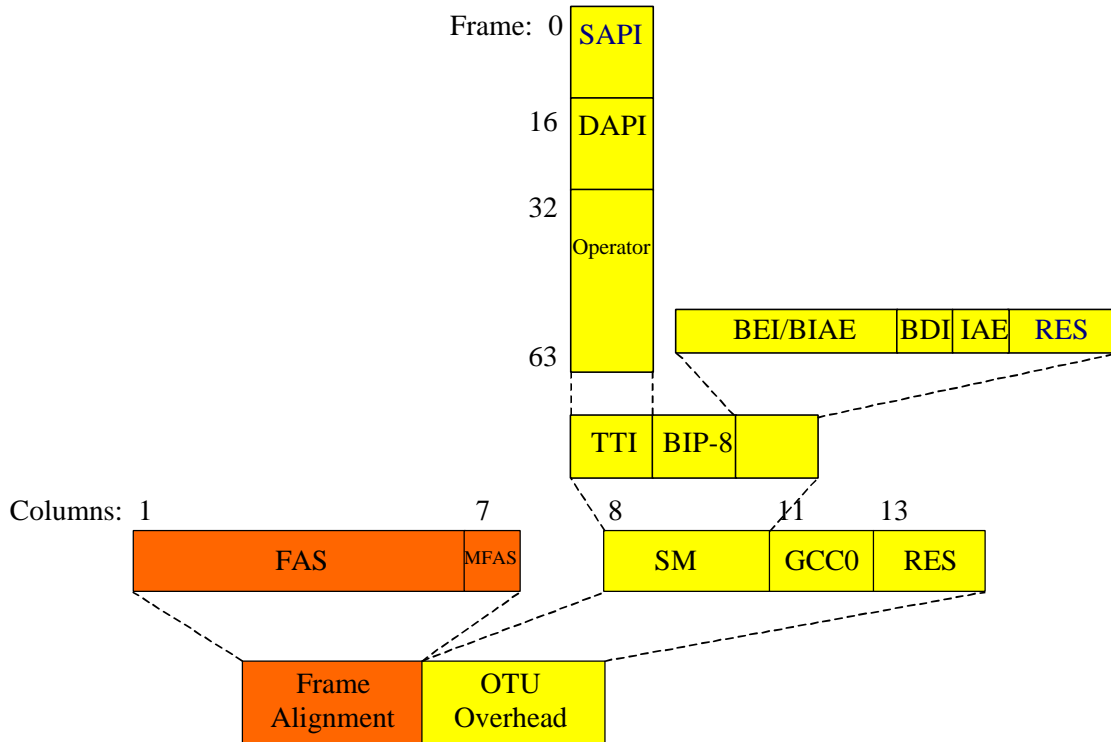 Frame: 0
SAPI
16
DAPI
32
Operator
63
BEI/BIAE BDI IAE RES
TTI BIP-8
Columns: 1 7 8 11 13
FAS MFAS SM GCC0 RES
Frame
Alignment
OTU
Overhead